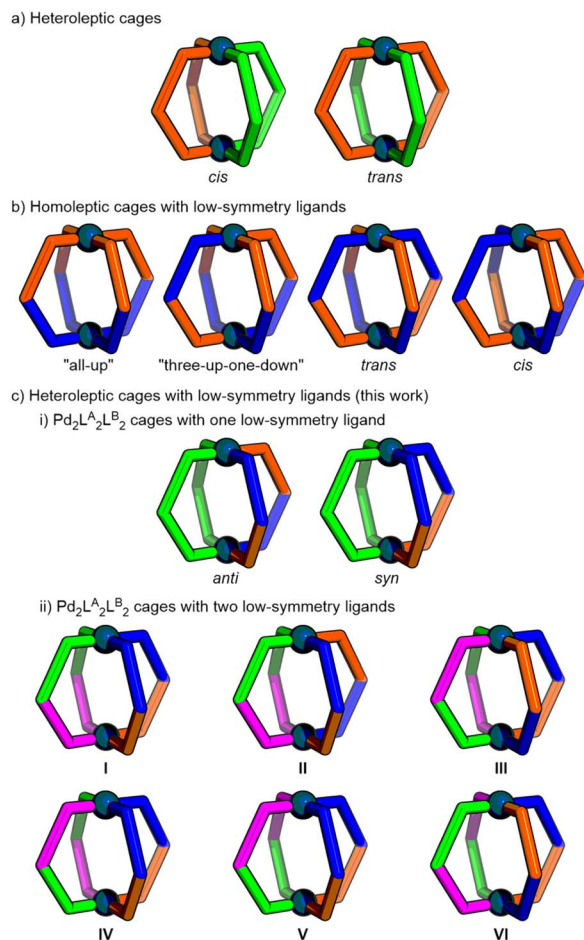 a) Heteroleptic cages
cis
trans
b) Homoleptic cages with low-symmetry ligands
"all-up"
"three-up-one-down"
trans
cis
c) Heteroleptic cages with low-symmetry ligands (this work)
i) Pd₂Lᴬ₂Lᴮ₂ cages with one low-symmetry ligand
anti
syn
ii) Pd₂Lᴬ₂Lᴮ₂ cages with two low-symmetry ligands
I
II
III
IV
V
VI